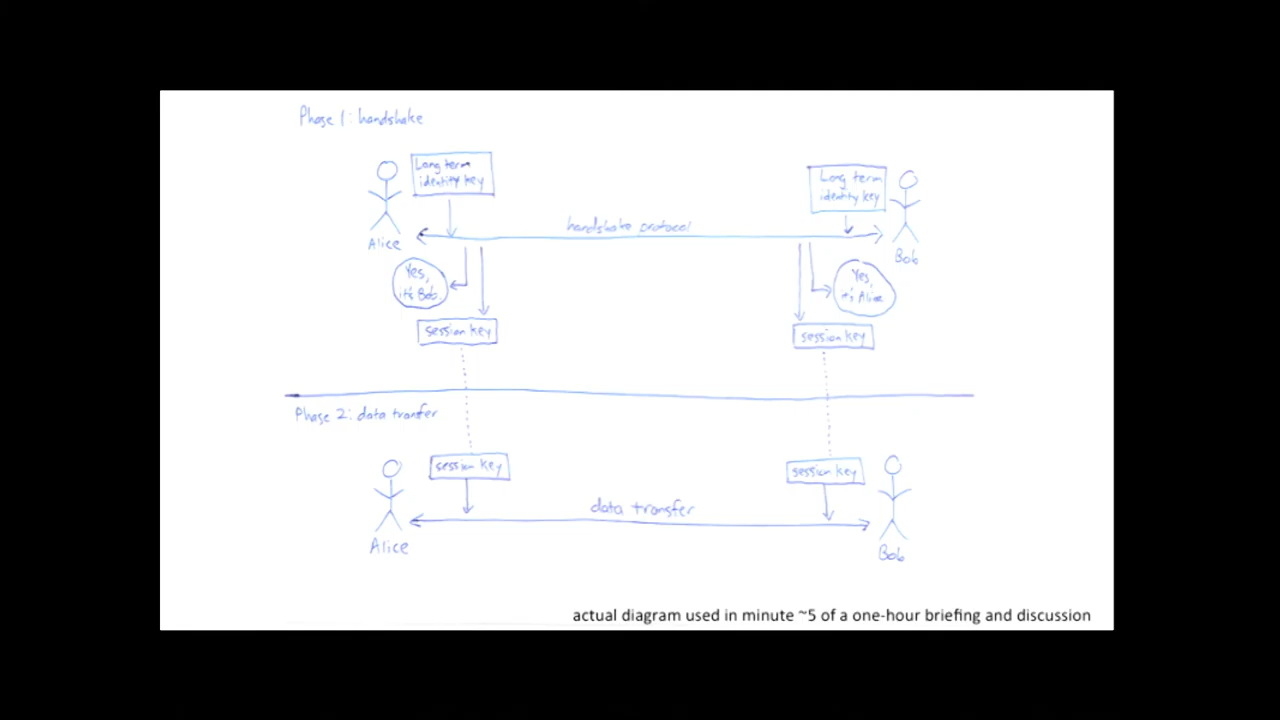 Phase 1: handshake
Long term
identity key
Long term
identity key
handshake protocol
Alice
Bob
Yes,
it's Bob.
Yes,
it's Alice
session key
session key
Phase 2: data transfer
session key
session key
data transfer
Alice
Bob
actual diagram used in minute ~5 of a one-hour briefing and discussion